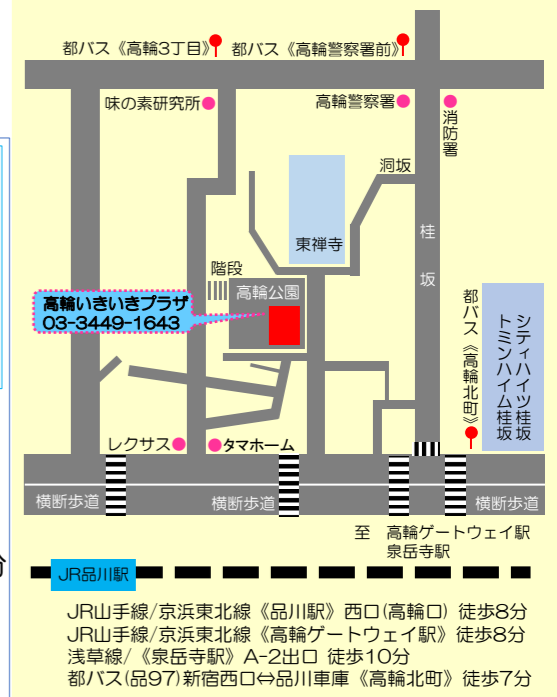 都バス《高輪3丁目》
都バス《高輪警察署前》
味の素研究所
高輪警察署
消防署
洞坂
東禅寺
桂坂
階段
高輪公園
高輪いきいきプラザ
03-3449-1643
都バス《高輪北町》
シティハイツ桂坂
トミンハイム桂坂
レクサス
タマホーム
横断歩道
横断歩道
横断歩道
至 高輪ゲートウェイ駅
泉岳寺駅
分
JR品川駅
JR山手線/京浜東北線《品川駅》西口(高輪口) 徒歩8分
JR山手線/京浜東北線《高輪ゲートウェイ駅》徒歩8分
浅草線/《泉岳寺駅》A-2出口 徒歩10分
都バス(品97)新宿西口⇔品川車庫《高輪北町》徒歩7分